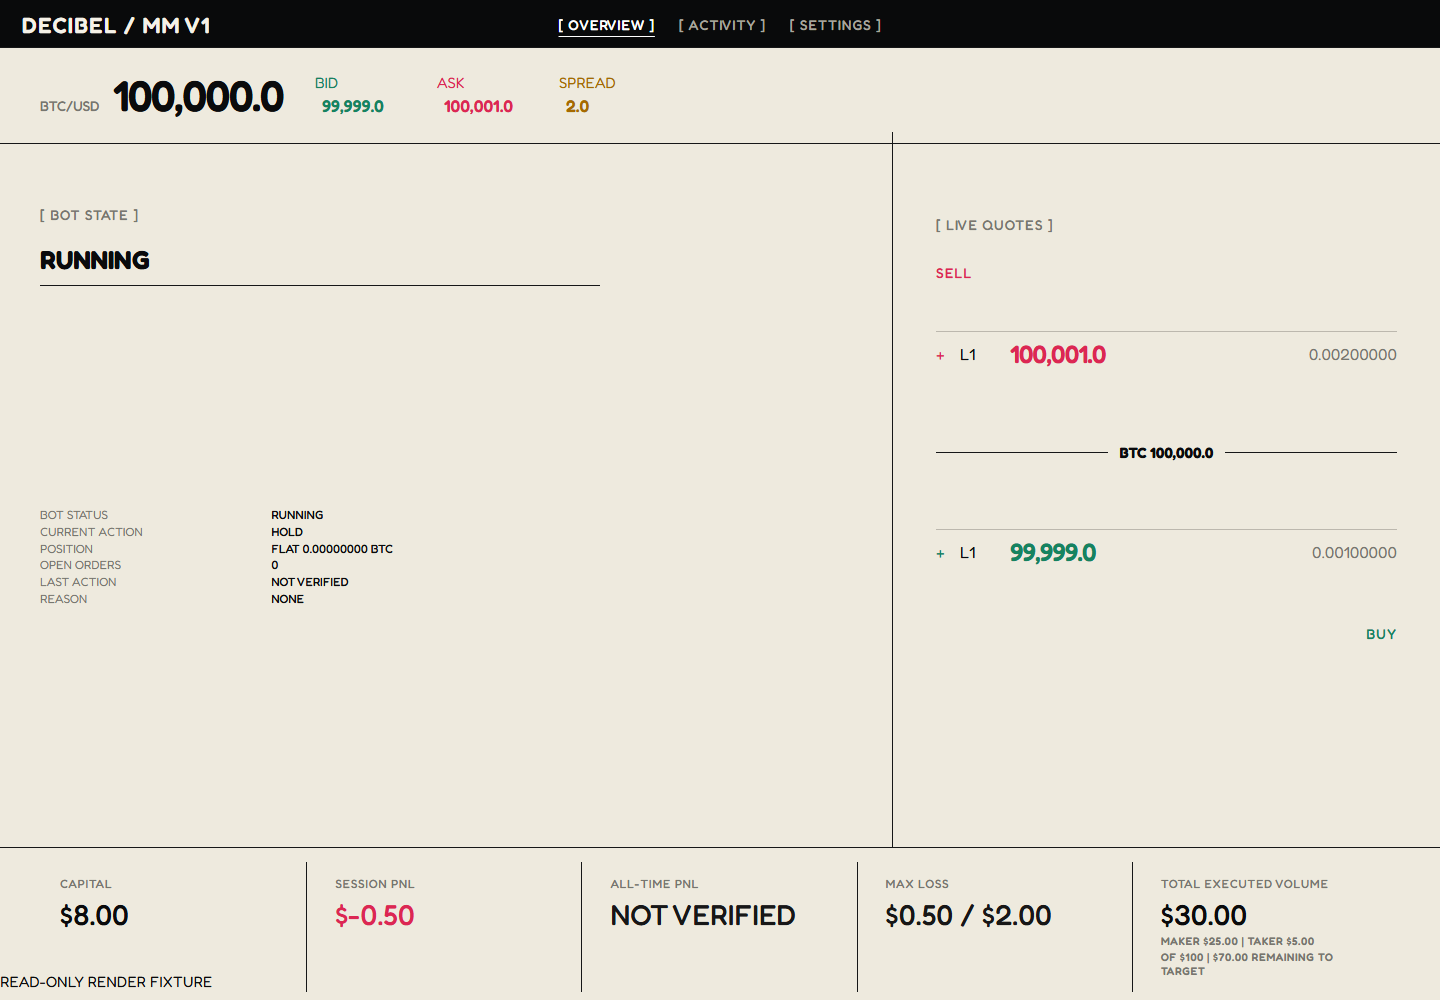 DECIBEL / MM V1
[ OVERVIEW ] [ ACTIVITY ] [ SETTINGS ]
BTC/USD 100,000.0
BID
99,999.0
ASK
100,001.0
SPREAD
2.0
[ BOT STATE ]
RUNNING
BOT STATUS RUNNING
CURRENT ACTION HOLD
POSITION FLAT 0.00000000 BTC
OPEN ORDERS 0
LAST ACTION NOT VERIFIED
REASON NONE
[ LIVE QUOTES ]
SELL
+ L1 100,001.0 0.00200000
BTC 100,000.0
+ L1 99,999.0 0.00100000
BUY
CAPITAL
$8.00
SESSION PNL
$-0.50
ALL-TIME PNL
NOT VERIFIED
MAX LOSS
$0.50 / $2.00
TOTAL EXECUTED VOLUME
$30.00
MAKER $25.00 | TAKER $5.00
OF $100 | $70.00 REMAINING TO
TARGET
READ-ONLY RENDER FIXTURE